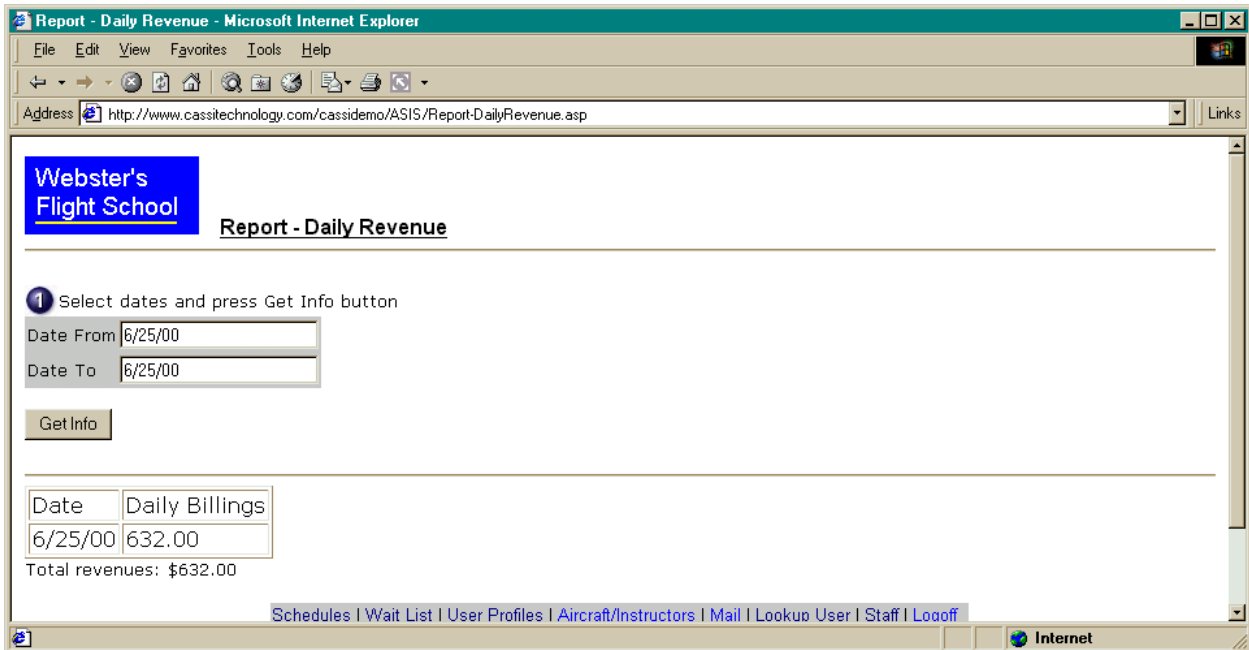 Report - Daily Revenue - Microsoft Internet Explorer
File Edit View Favorites Tools Help
Address http://www.cassitechnology.com/cassidemo/ASIS/Report-DailyRevenue.asp Links
Webster's
Flight School
Report - Daily Revenue
1 Select dates and press Get Info button
Date From 6/25/00
Date To 6/25/00
Get Info
Date Daily Billings
6/25/00 632.00
Total revenues: $632.00
Schedules | Wait List | User Profiles | Aircraft/Instructors | Mail | Lookup User | Staff | Logoff
Internet